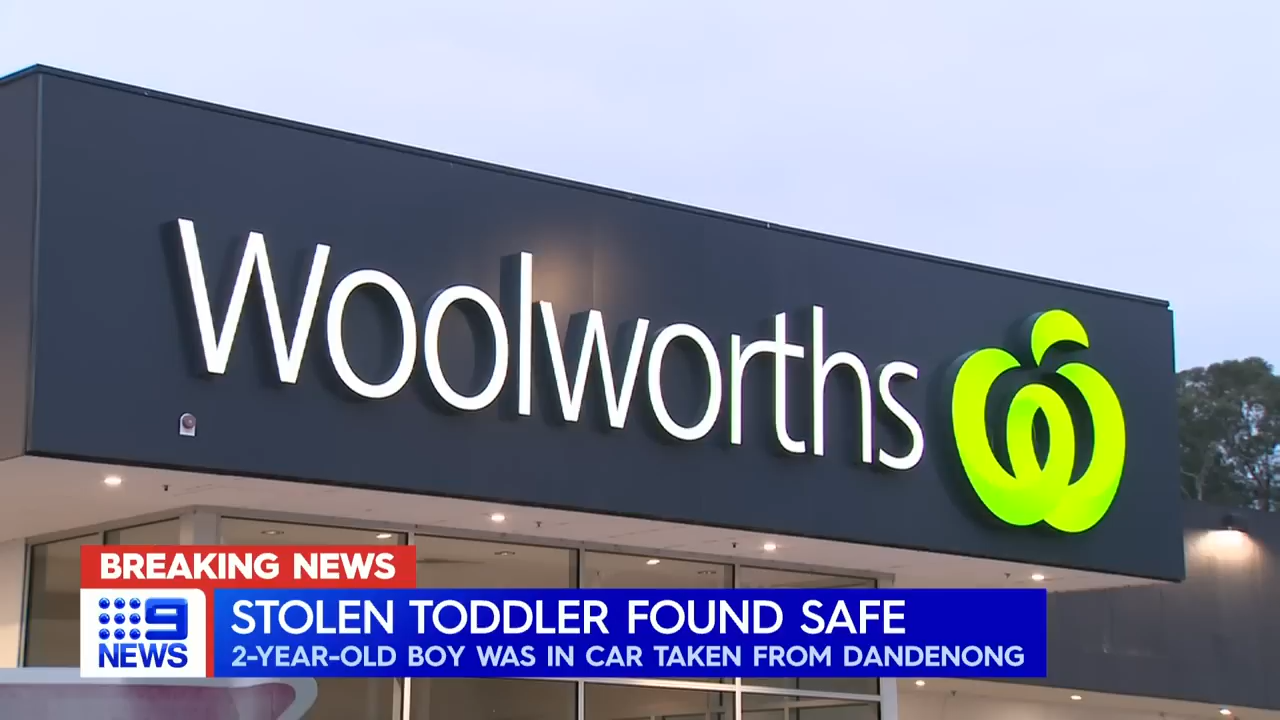 Woolworths
BREAKING NEWS
9
NEWS
STOLEN TODDLER FOUND SAFE
2-YEAR-OLD BOY WAS IN CAR TAKEN FROM DANDENONG